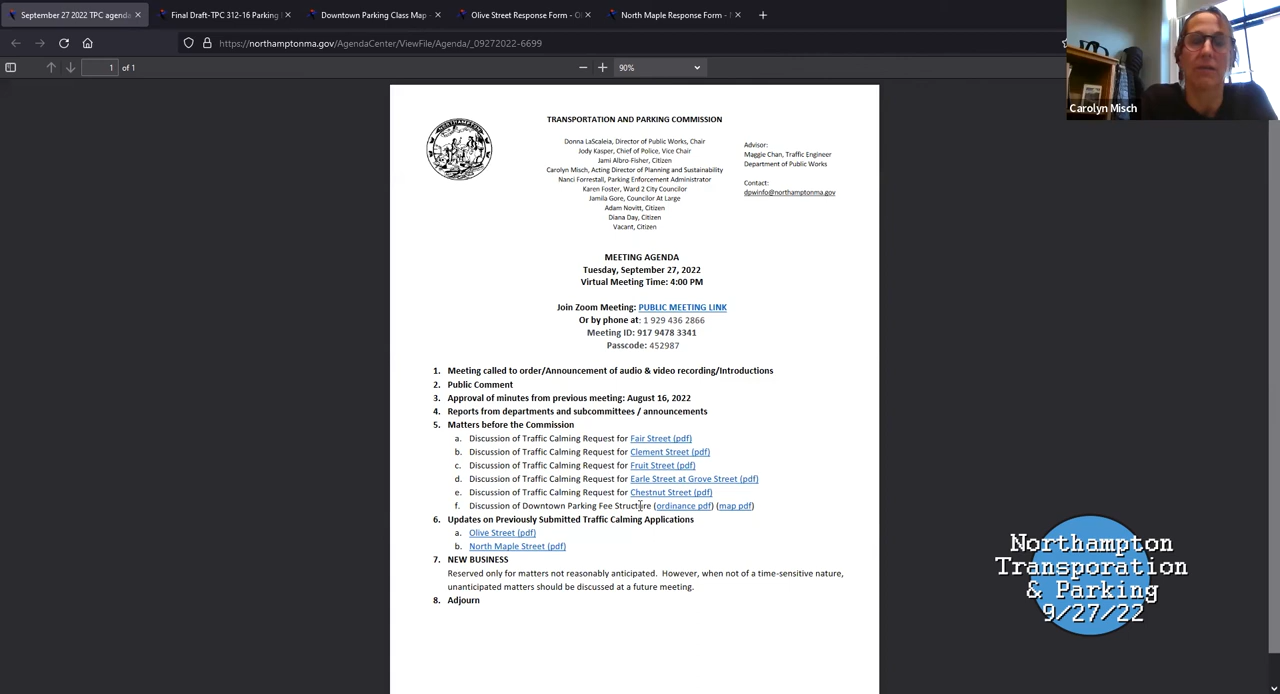 September 27 2022 TPC agenda
Final Draft-TPC 312-16 Parking
Downtown Parking Class Map -
Olive Street Response Form - Ol
North Maple Response Form - N
https://northamptonma.gov/AgendaCenter/ViewFile/Agenda/_09272022-6699
1 of 1
90%
Carolyn Misch
TRANSPORTATION AND PARKING COMMISSION
Donna LaScaleia, Director of Public Works, Chair
Jody Kasper, Chief of Police, Vice Chair
Jami Albro-Fisher, Citizen
Carolyn Misch, Acting Director of Planning and Sustainability
Nanci Forrestall, Parking Enforcement Administrator
Karen Foster, Ward 2 City Councilor
Jamila Gore, Councilor At Large
Adam Novitt, Citizen
Diana Day, Citizen
Vacant, Citizen
Advisor:
Maggie Chan, Traffic Engineer
Department of Public Works
Contact:
dpwinfo@northamptonma.gov
MEETING AGENDA
Tuesday, September 27, 2022
Virtual Meeting Time: 4:00 PM
Join Zoom Meeting: PUBLIC MEETING LINK
Or by phone at: 1 929 436 2866
Meeting ID: 917 9478 3341
Passcode: 452987
1. Meeting called to order/Announcement of audio & video recording/Introductions
2. Public Comment
3. Approval of minutes from previous meeting: August 16, 2022
4. Reports from departments and subcommittees / announcements
5. Matters before the Commission
a. Discussion of Traffic Calming Request for Fair Street (pdf)
b. Discussion of Traffic Calming Request for Clement Street (pdf)
c. Discussion of Traffic Calming Request for Fruit Street (pdf)
d. Discussion of Traffic Calming Request for Earle Street at Grove Street (pdf)
e. Discussion of Traffic Calming Request for Chestnut Street (pdf)
f. Discussion of Downtown Parking Fee Structure (ordinance pdf) (map pdf)
6. Updates on Previously Submitted Traffic Calming Applications
a. Olive Street (pdf)
b. North Maple Street (pdf)
7. NEW BUSINESS
Reserved only for matters not reasonably anticipated. However, when not of a time-sensitive nature,
unanticipated matters should be discussed at a future meeting.
8. Adjourn
Northampton
Transporation
& Parking
9/27/22